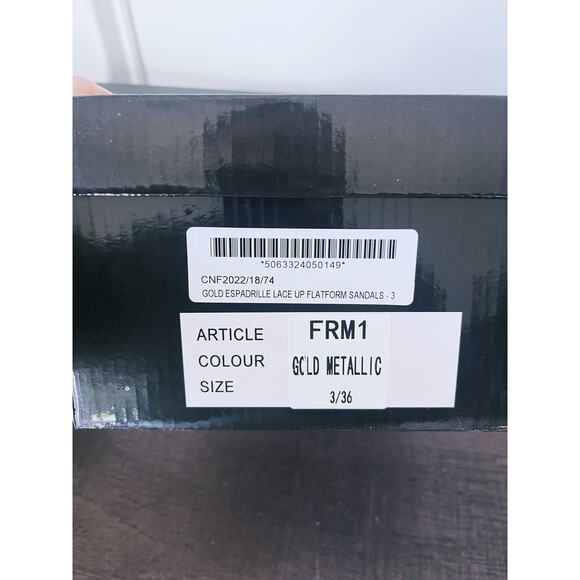 *5063324050149*
CNF2022/18/74
GOLD ESPADRILLE LACE UP FLATFORM SANDALS - 3
ARTICLE FRM1
COLOUR GOLD METALLIC
SIZE 3/36